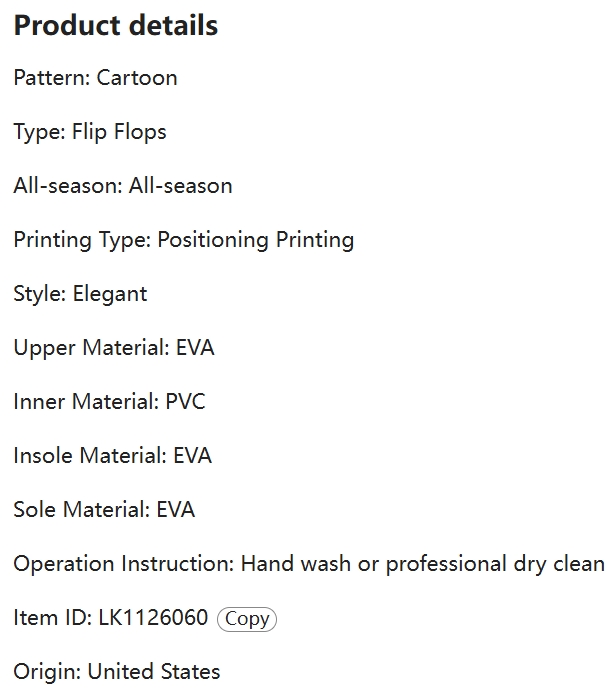 Product details
Pattern: Cartoon
Type: Flip Flops
All-season: All-season
Printing Type: Positioning Printing
Style: Elegant
Upper Material: EVA
Inner Material: PVC
Insole Material: EVA
Sole Material: EVA
Operation Instruction: Hand wash or professional dry clean
Item ID: LK1126060 Copy
Origin: United States